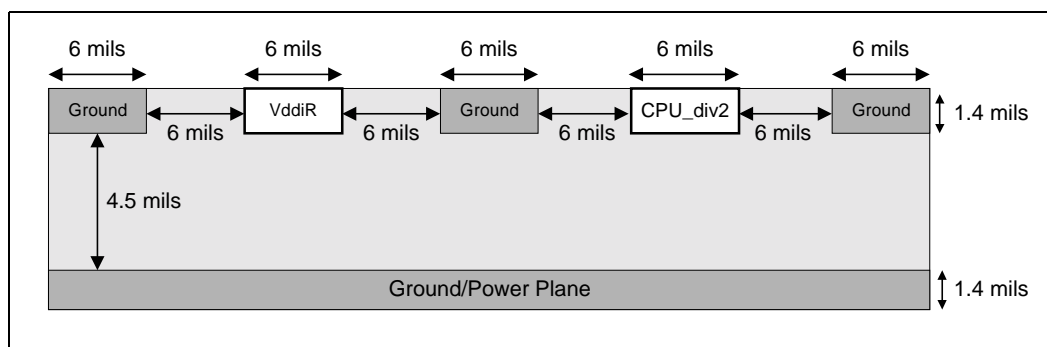 6 mils 6 mils 6 mils 6 mils 6 mils
Ground VddiR Ground CPU_div2 Ground
1.4 mils
6 mils 6 mils 6 mils 6 mils
4.5 mils
Ground/Power Plane
1.4 mils